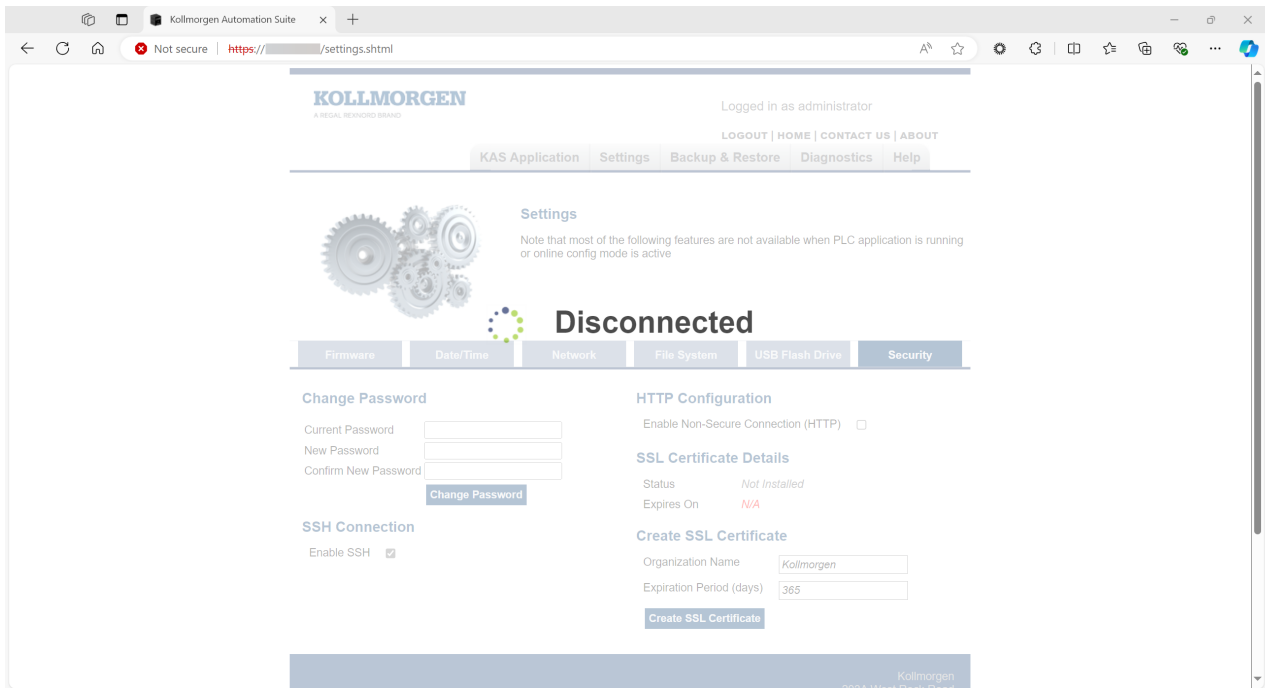 Kollmorgen Automation Suite
Not secure
https://
/settings.shtml
KOLLMORGEN
A REGAL REXNORD BRAND
Logged in as administrator
LOGOUT | HOME | CONTACT US | ABOUT
KAS Application
Settings
Backup & Restore
Diagnostics
Help
Settings
Note that most of the following features are not available when PLC application is running
or online config mode is active
Disconnected
Firmware
Date/Time
Network
File System
USB Flash Drive
Security
Change Password
Current Password
New Password
Confirm New Password
Change Password
SSH Connection
Enable SSH
HTTP Configuration
Enable Non-Secure Connection (HTTP)
SSL Certificate Details
Status Not Installed
Expires On N/A
Create SSL Certificate
Organization Name Kollmorgen
Expiration Period (days) 365
Create SSL Certificate
Kollmorgen